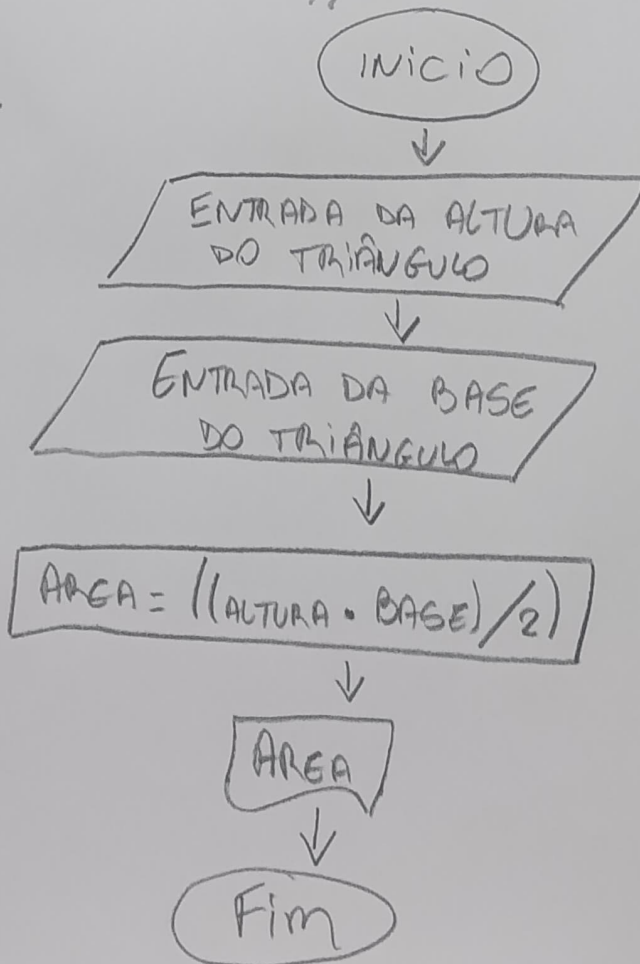 INICIO
ENTRADA DA ALTURA
DO TRIÂNGULO
ENTRADA DA BASE
DO TRIÂNGULO
AREA = ((ALTURA • BASE) / 2)
AREA
Fim